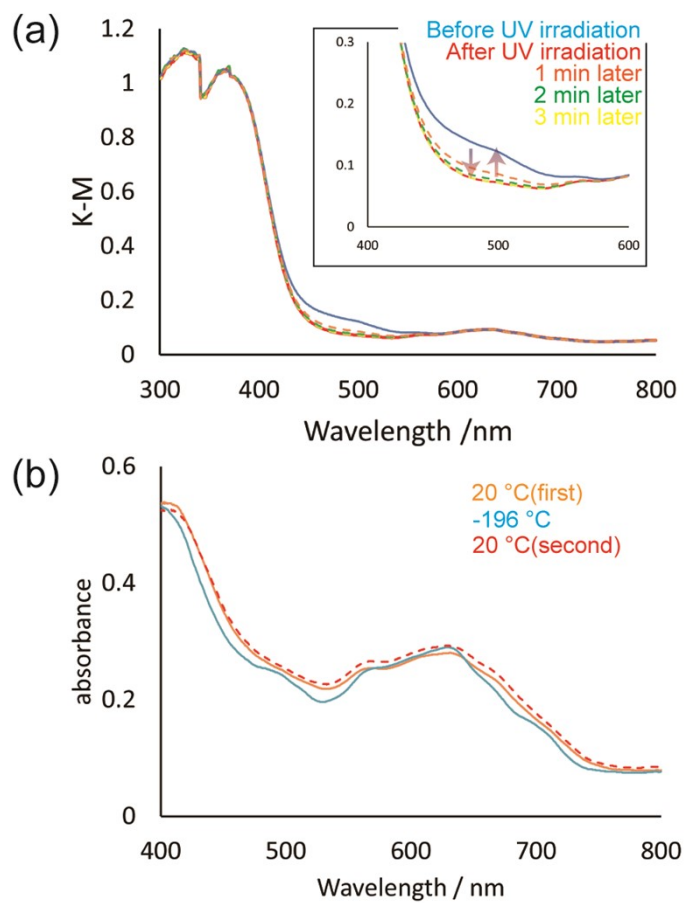 (a)
1.2
1
0.8
0.6
0.4
0.2
0
K-M
300 400 500 600 700 800
Wavelength /nm
Before UV irradiation
After UV irradiation
1 min later
2 min later
3 min later
0.3
0.2
0.1
0
400 500 600
(b)
0.6
0.4
0.2
0
absorbance
400 500 600 700 800
Wavelength / nm
20 °C(first)
-196 °C
20 °C(second)